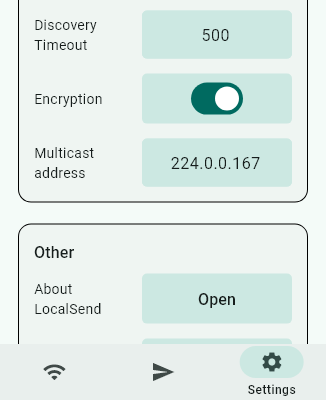 Discovery
Timeout
500
Encryption
Multicast
address
224.0.0.167
Other
About
LocalSend
Open
Settings